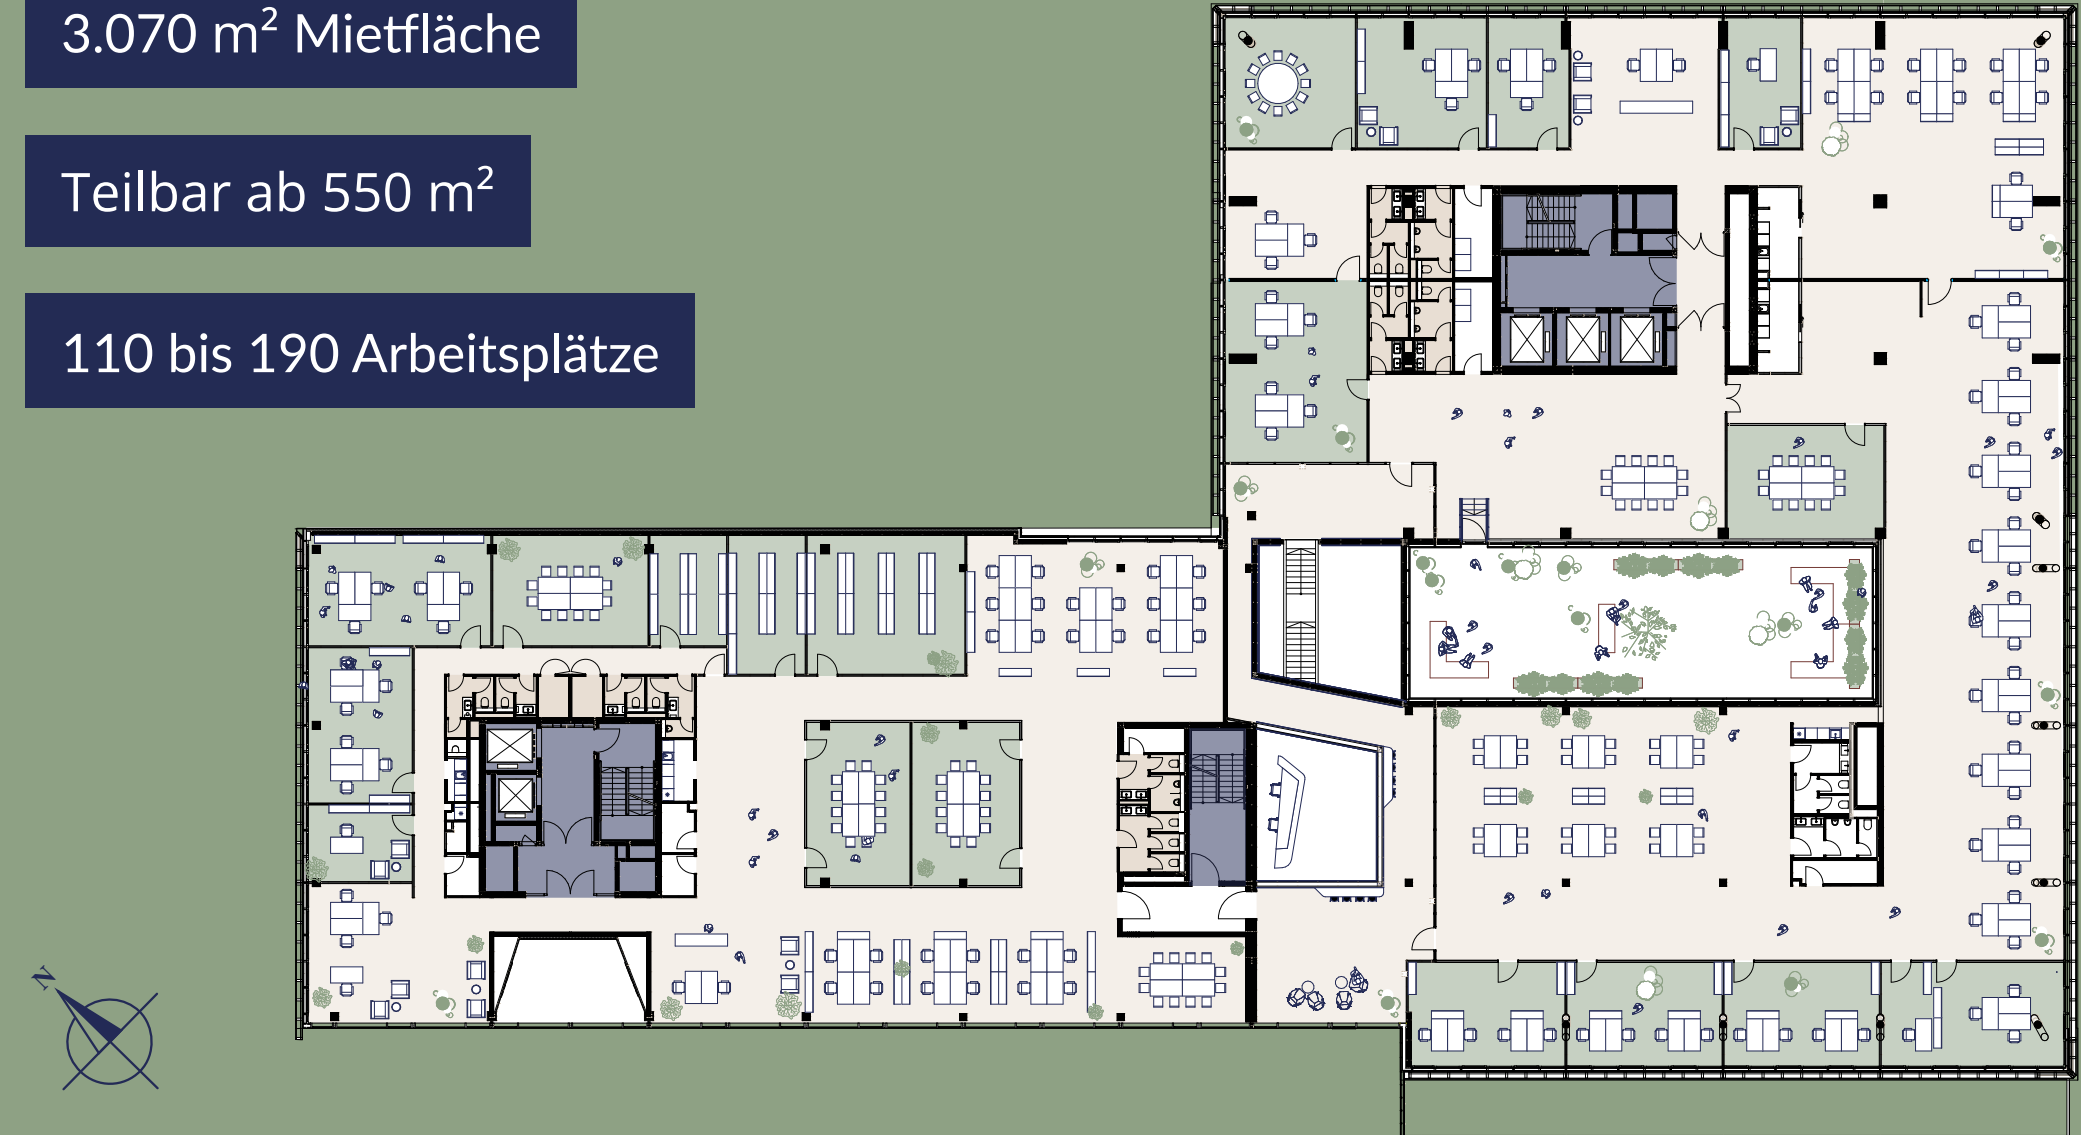 3.070 m² Mietfläche
Teilbar ab 550 m²
110 bis 190 Arbeitsplätze
N